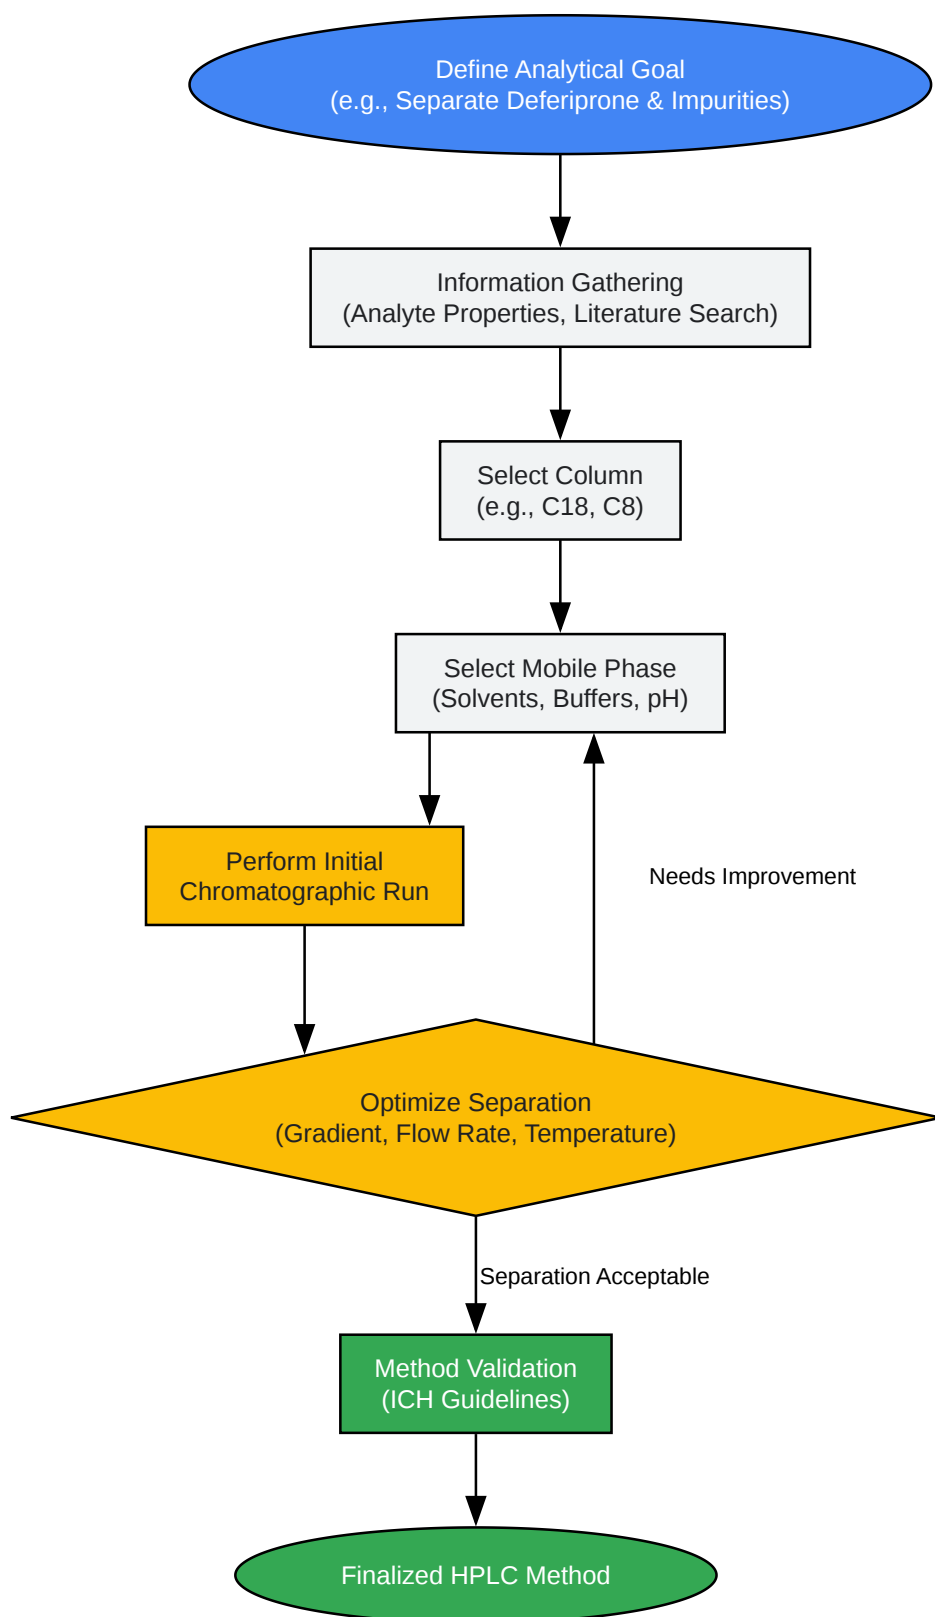 Define Analytical Goal
(e.g., Separate Deferiprone & Impurities)
Information Gathering
(Analyte Properties, Literature Search)
Select Column
(e.g., C18, C8)
Select Mobile Phase
(Solvents, Buffers, pH)
Perform Initial
Chromatographic Run
Needs Improvement
Optimize Separation
(Gradient, Flow Rate, Temperature)
Separation Acceptable
Method Validation
(ICH Guidelines)
Finalized HPLC Method